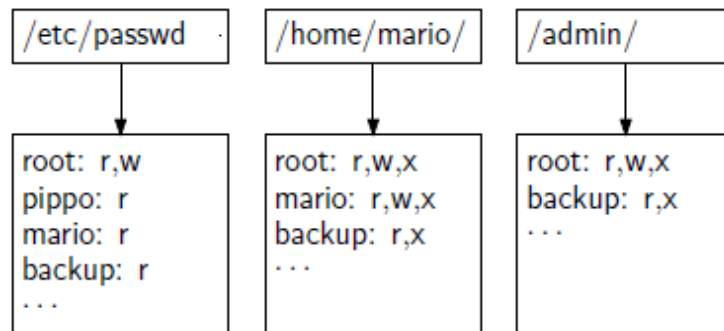 /etc/passwd
/home/mario/
/admin/
root: r,w
pippo: r
mario: r
backup: r
...
root: r,w,x
mario: r,w,x
backup: r,x
...
root: r,w,x
backup: r,x
...